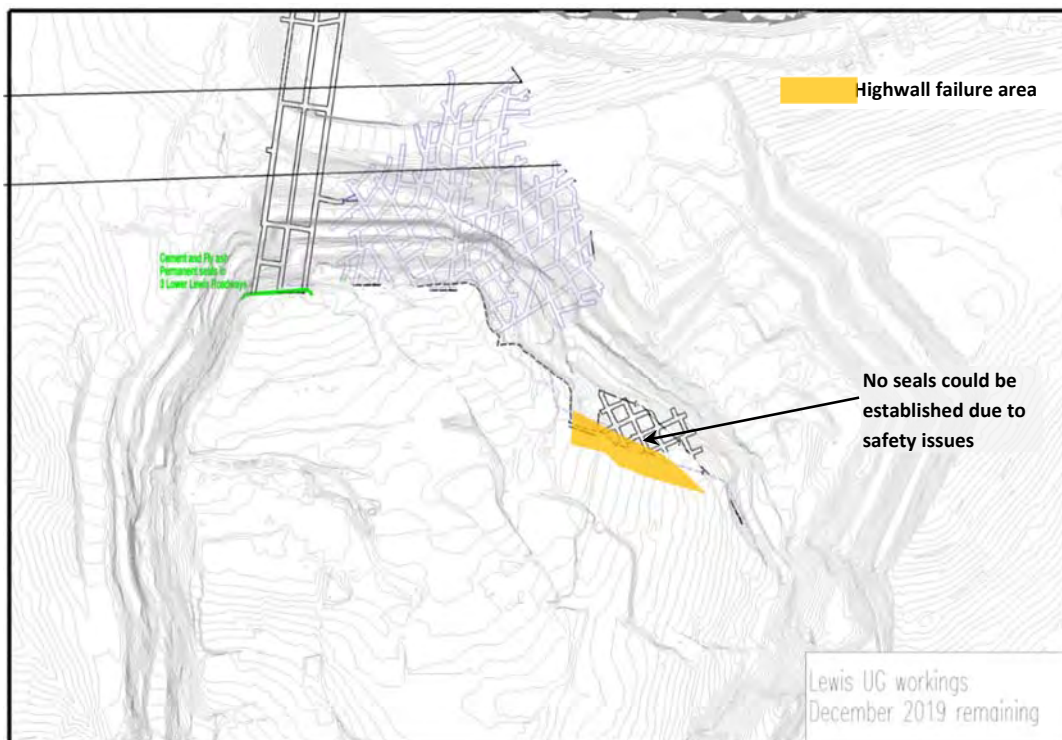 Highwall failure area
Cement and Fly ash
Permanent seals in
3 Lower Lewis Roadways
No seals could be
established due to
safety issues
Lewis UG workings
December 2019 remaining